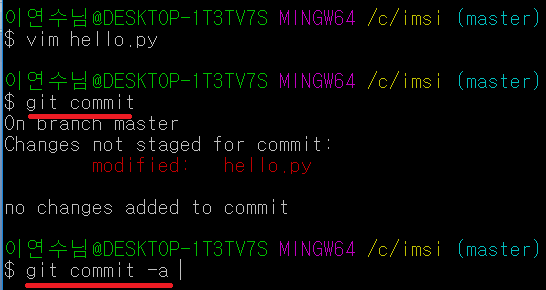 이연수님@DESKTOP-1T3TV7S MINGW64 /c/imsi (master)
$ vim hello.py
이연수님@DESKTOP-1T3TV7S MINGW64 /c/imsi (master)
$ git commit
On branch master
Changes not staged for commit:
modified: hello.py
no changes added to commit
이연수님@DESKTOP-1T3TV7S MINGW64 /c/imsi (master)
$ git commit -a